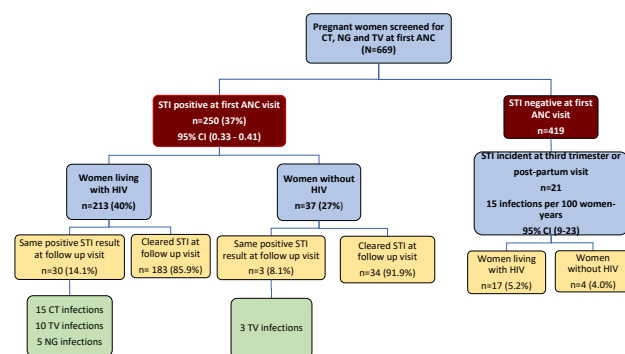 Pregnant women screened for
CT, NG and TV at first ANC
(N=669)
STI positive at first ANC visit
n=250 (37%)
95% CI (0.33 - 0.41)
STI negative at first
ANC visit
n=419
Women living
with HIV
n=213 (40%)
Women without
HIV
n=37 (27%)
STI incident at third trimester or
post-partum visit
n=21
15 infections per 100 women-
years
95% CI (9-23)
Same positive STI result
at follow up visit
n=30 (14.1%)
Cleared STI at
follow up visit
n= 183 (85.9%)
Same positive STI
result at follow up visit
n=3 (8.1%)
Cleared STI at
follow up visit
n=34 (91.9%)
Women living
with HIV
n=17 (5.2%)
Women
without HIV
n=4 (4.0%)
15 CT infections
10 TV infections
5 NG infections
3 TV infections